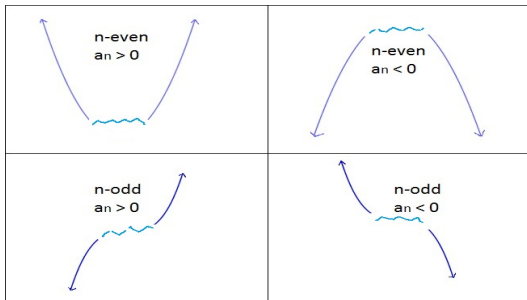 n-even
an > 0
n-even
an < 0
n-odd
an > 0
n-odd
an < 0